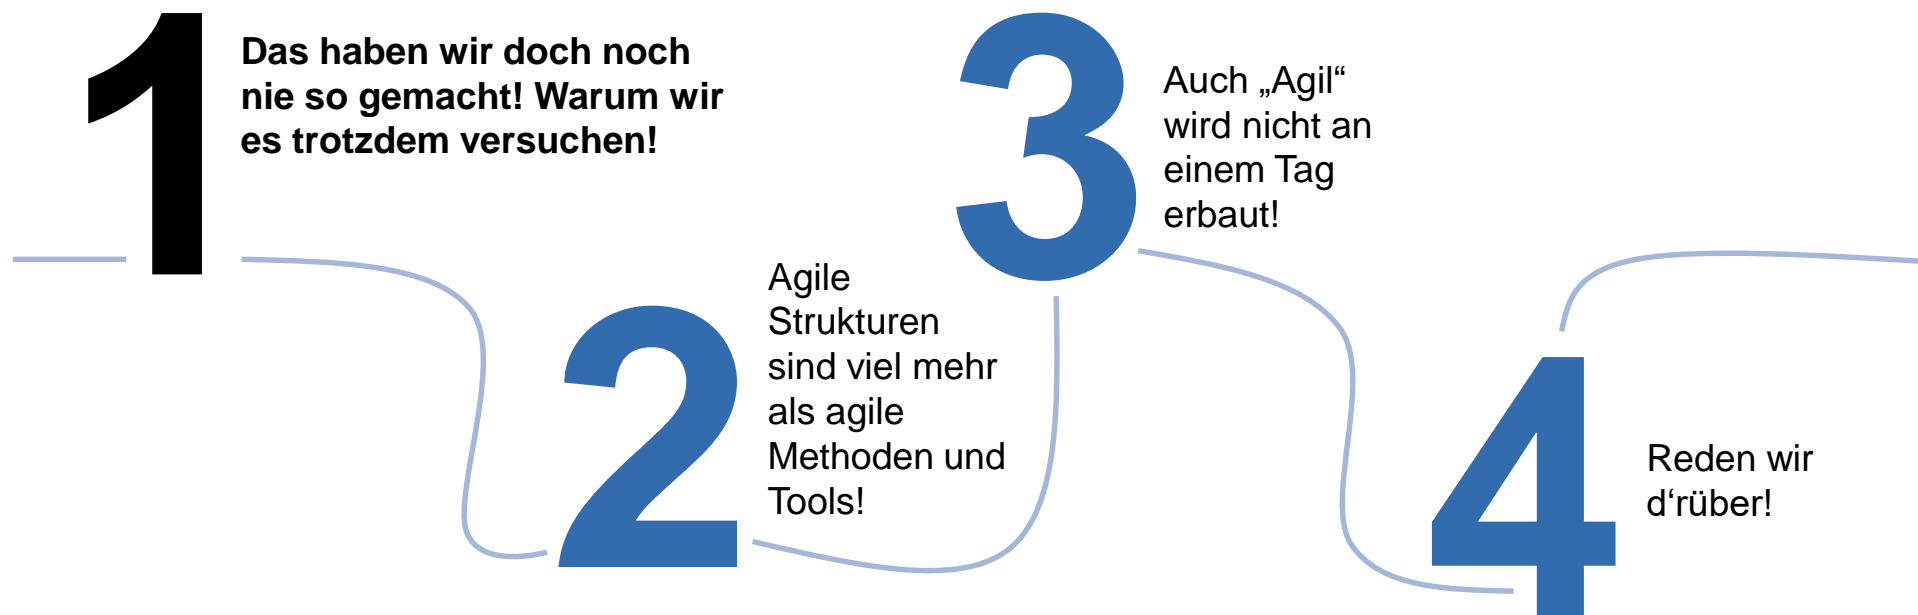 1
Das haben wir doch noch
nie so gemacht! Warum wir
es trotzdem versuchen!
2
Agile
Strukturen
sind viel mehr
als agile
Methoden und
Tools!
3
Auch „Agil“
wird nicht an
einem Tag
erbaut!
4
Reden wir
d‘rüber!